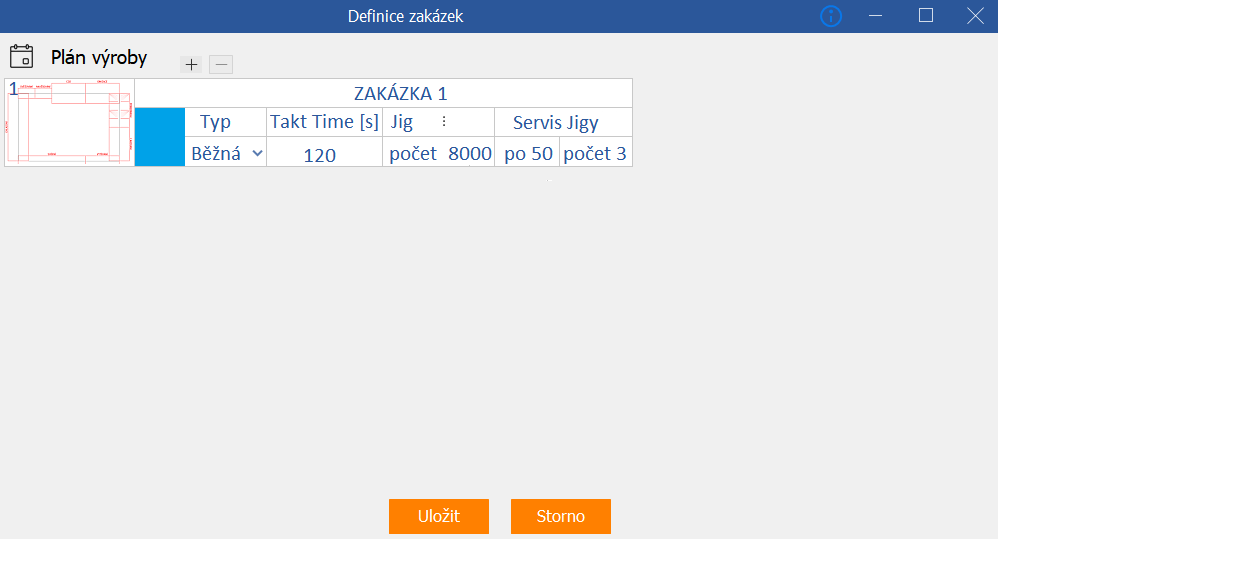 Definice zakázek
Plán výroby
1
ZAKÁZKA 1
Typ Takt Time [s] Jig Servis Jigy
Běžná 120 počet 8000 po 50 počet 3
Uložit Storno